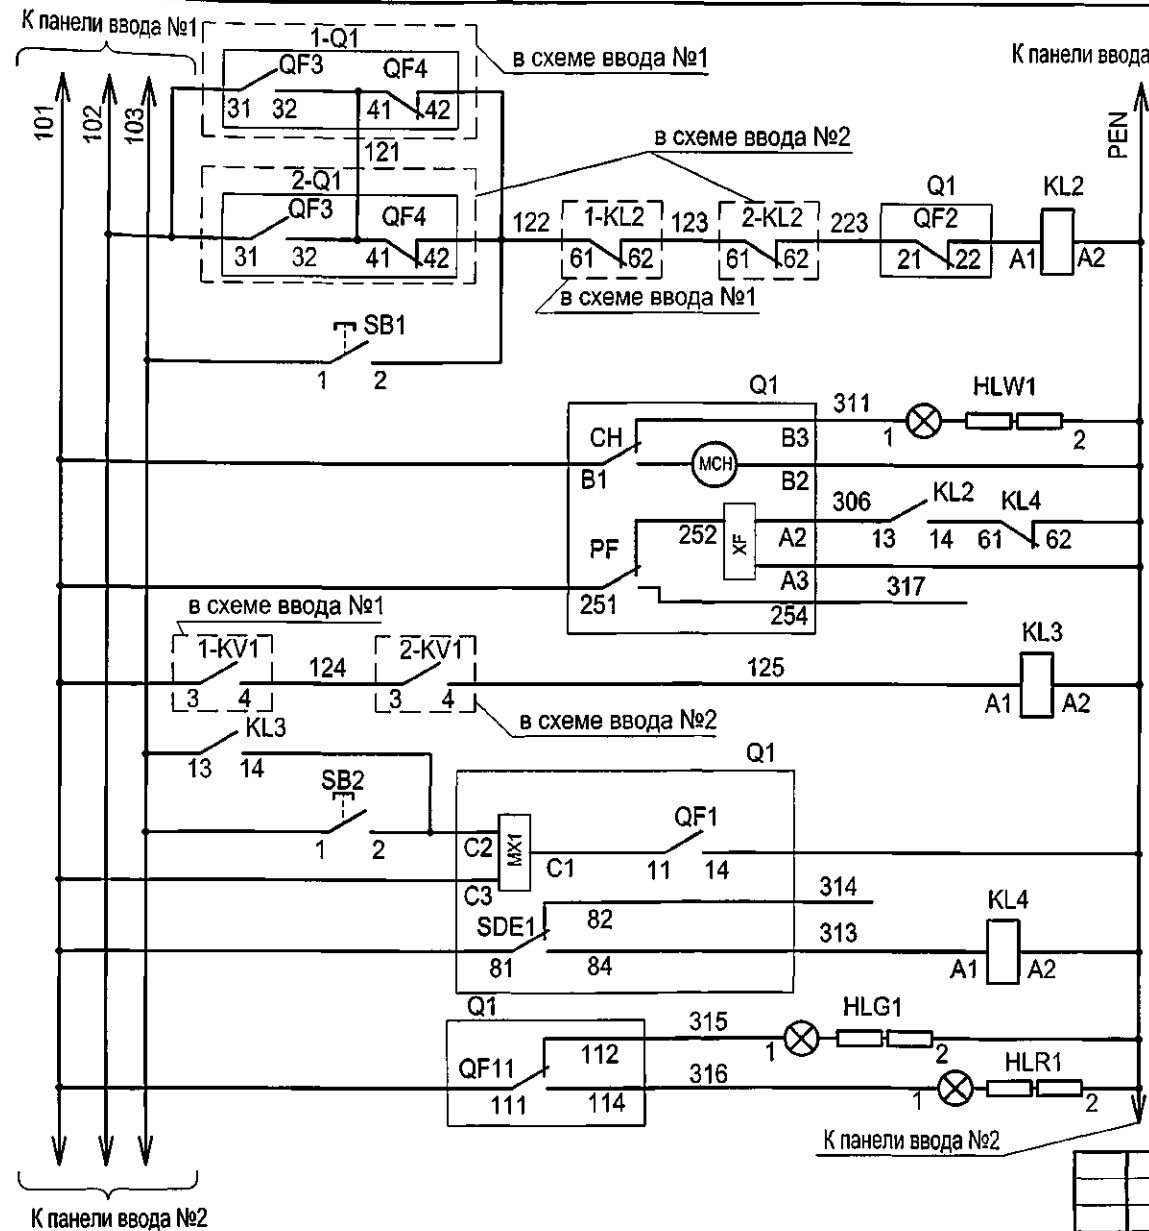 К панели ввода №1
1-Q1
в схеме ввода №1
К панели ввода
QF3 QF4
31 32 41 42
101 102 103
121
PEN
в схеме ввода №2
2-Q1
QF3 QF4
31 32 41 42
122
1-KL2
61 62
123
2-KL2
61 62
223
Q1
QF2
21 22
KL2
A1 A2
в схеме ввода №1
SB1
1 2
Q1
311
HLW1
1 2
CH
B3
МСН
B1 B2
306
KL2
KL4
252
XF
A2
13 14 61 62
PF
A3
251
254
317
в схеме ввода №1
1-KV1
3 4
124
2-KV1
3 4
125
KL3
A1 A2
в схеме ввода №2
KL3
13 14
Q1
SB2
1 2
C2
MX1
C1
QF1
11 14
C3
314
SDE1
82
313
KL4
81 84
A1 A2
Q1
315
HLG1
112
1 2
QF11
316
HLR1
111 114
1 2
К панели ввода №2
К панели ввода №2